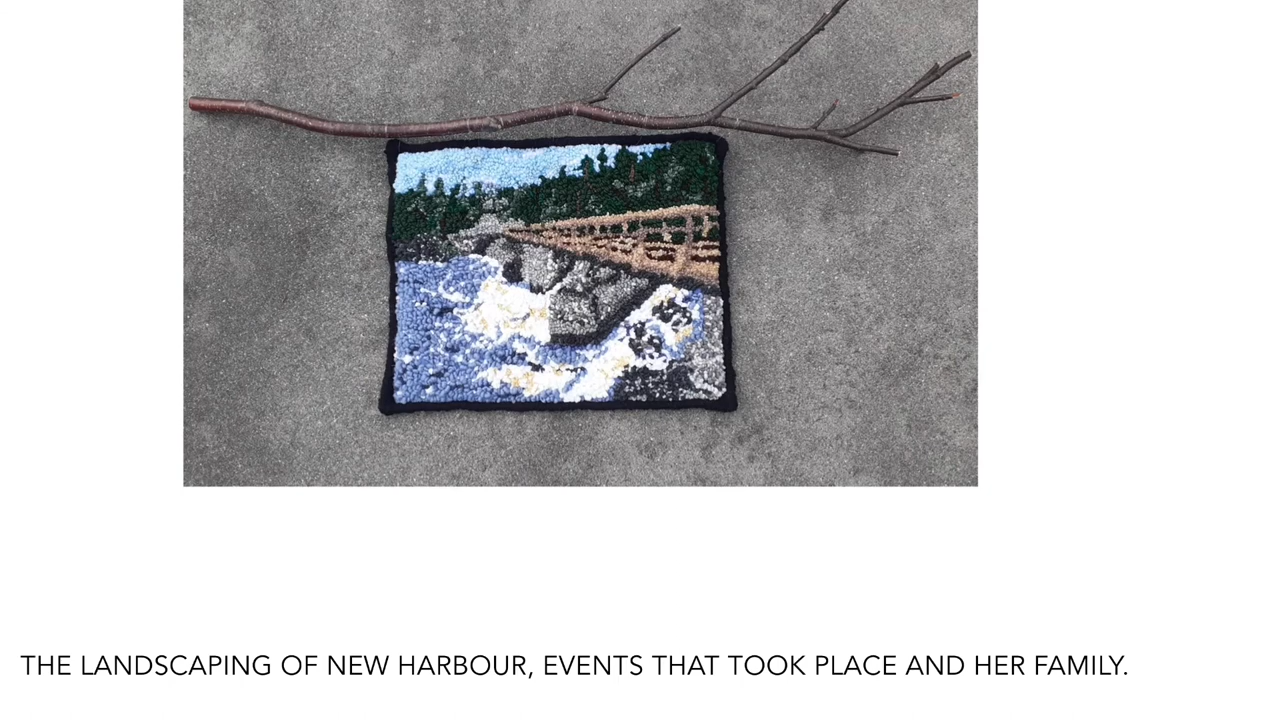 THE LANDSCAPING OF NEW HARBOUR, EVENTS THAT TOOK PLACE AND HER FAMILY.